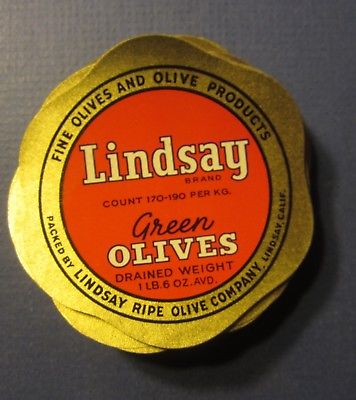 FINE OLIVES AND OLIVE PRODUCTS
Lindsay
BRAND
COUNT 170-190 PER KG.
Green
OLIVES
DRAINED WEIGHT
1 LB. 6 OZ. AVD.
PACKED BY LINDSAY RIPE OLIVE COMPANY, LINDSAY, CALIF.